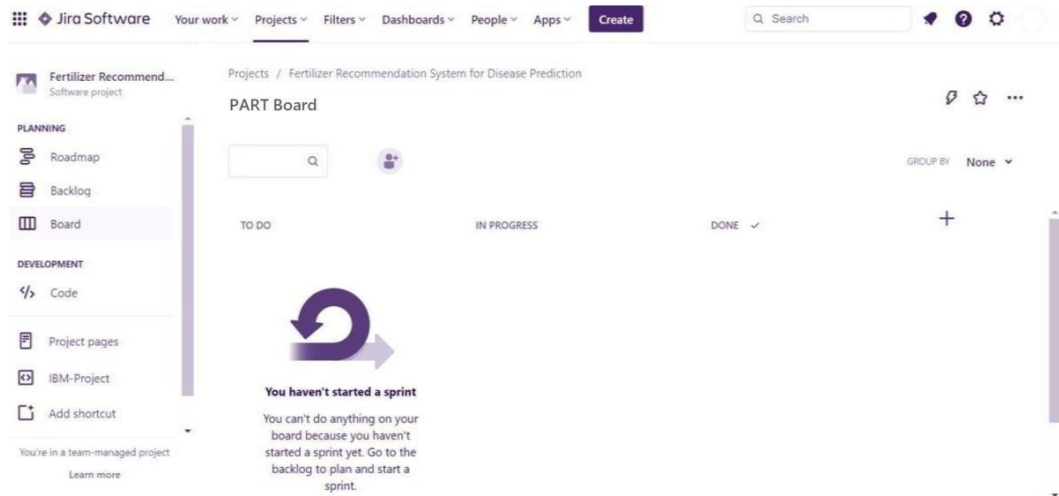 Jira Software Your work Projects Filters Dashboards People Apps Create Search
Fertilizer Recommend...
Software project
PLANNING
Roadmap
Backlog
Board
DEVELOPMENT
Code
Project pages
IBM-Project
Add shortcut
You're in a team-managed project
Learn more
Projects / Fertilizer Recommendation System for Disease Prediction
PART Board
GROUP BY None
TO DO IN PROGRESS DONE
You haven't started a sprint
You can't do anything on your
board because you haven't
started a sprint yet. Go to the
backlog to plan and start a
sprint.